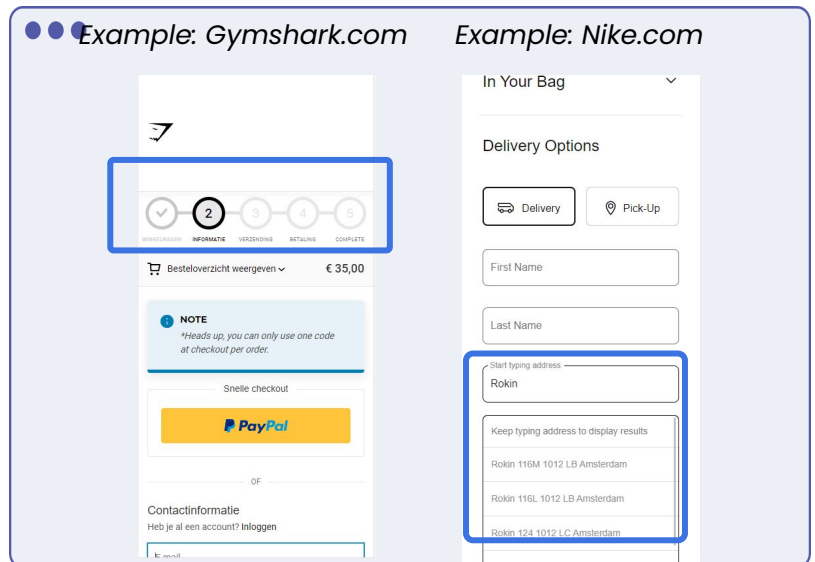 Example: Gymshark.com
2
3
4
5
WINKELWAGEN INFORMATIE VERZENDING BETALING COMPLETE
Besteloverzicht weergeven € 35,00
NOTE
*Heads up, you can only use one code
at checkout per order.
Snelle checkout
PayPal
OF
Contactinformatie
Heb je al een account? Inloggen
E-mail
Example: Nike.com
In Your Bag
Delivery Options
Delivery
Pick-Up
First Name
Last Name
Start typing address
Rokin
Keep typing address to display results
Rokin 116M 1012 LB Amsterdam
Rokin 116L 1012 LB Amsterdam
Rokin 124 1012 LC Amsterdam